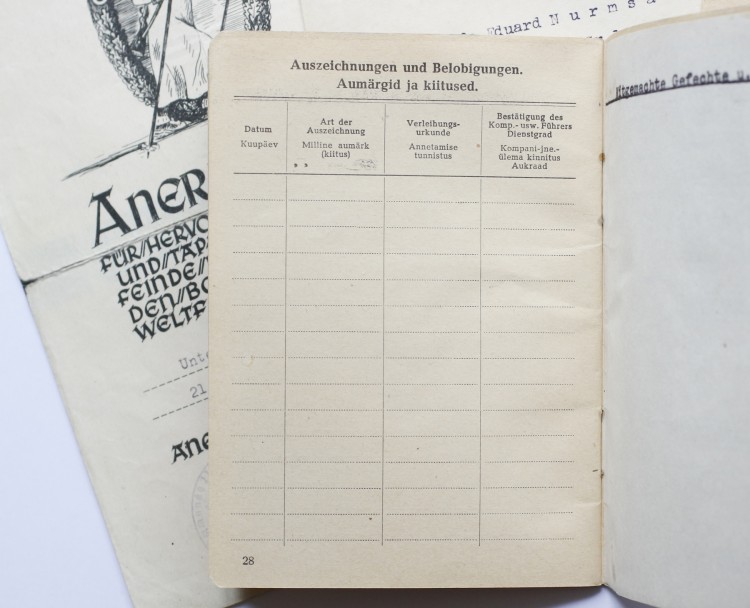 Eduard Nurms
Auszeichnungen und Belobigungen.
Aumärgid ja kiitused.
Datum
Kuupäev
Art der
Auszeichnung
Milline aumärk
(kiitus)
Verleihungs-
urkunde
Annetamise
tunnistus
Bestätigung des
Komp.- usw. Führers
Dienstgrad
Kompani-jne.-
ülema kinnitus
Aukraad
28
Mitgemachte Gefechte u.
ANER
FÜR/HERVO
UND/TAP
FEINDE/
DEN/BO
WELTF
Unt
21
ANE